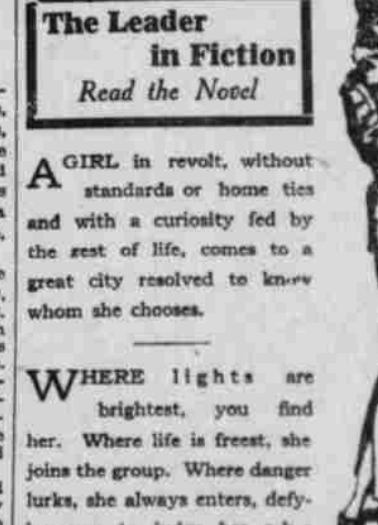 The Leader
in Fiction
Read the Novel
A GIRL in revolt, without
standards or home ties
and with a curiosity fed by
the zest of life, comes to a
great city resolved to know
whom she chooses.
WHERE lights are
brightest, you find
her. Where life is freest, she
joins the group. Where danger
lurks, she always enters, defy-